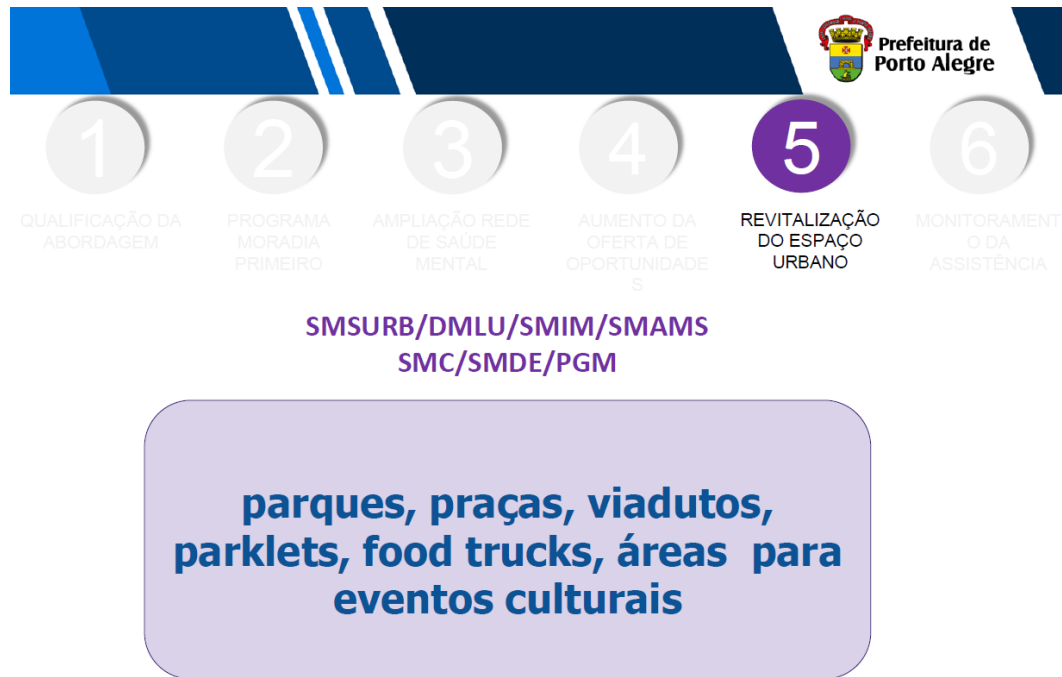 Prefeitura de
Porto Alegre
1
2
3
4
5
6
QUALIFICAÇÃO DA
ABORDAGEM
PROGRAMA
MORADIA
PRIMEIRO
AMPLIAÇÃO REDE
DE SAÚDE
MENTAL
AUMENTO DA
OFERTA DE
OPORTUNIDADE
S
REVITALIZAÇÃO
DO ESPAÇO
URBANO
MONITORAMENT
O DA
ASSISTÊNCIA
SMSURB/DMLU/SMIM/SMAMS
SMC/SMDE/PGM
parques, praças, viadutos,
parklets, food trucks, áreas para
eventos culturais